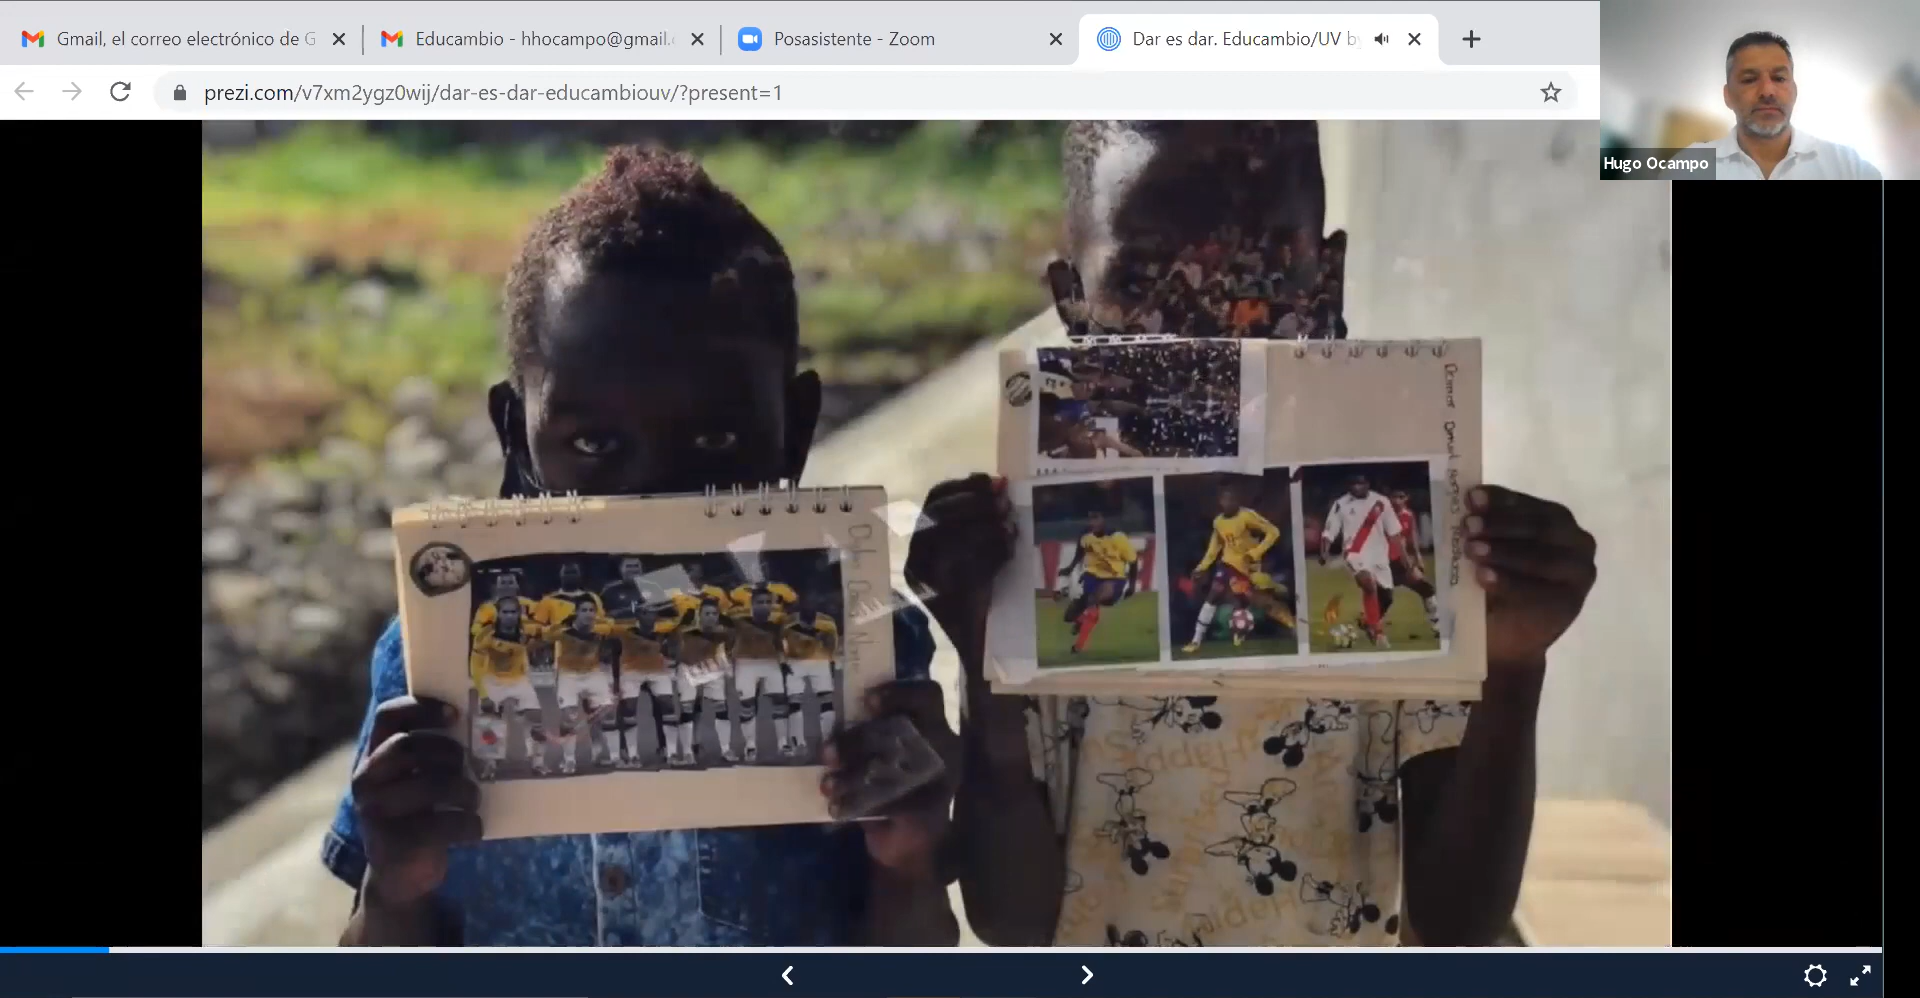 Gmail, el correo electrónico de G
Educambio - hhocampo@gmail.
Posasistente - Zoom
Dar es dar. Educambio/UV b
prezi.com/v7xm2ygz0wij/dar-es-dar-educambiouv/?present=1
Hugo Ocampo